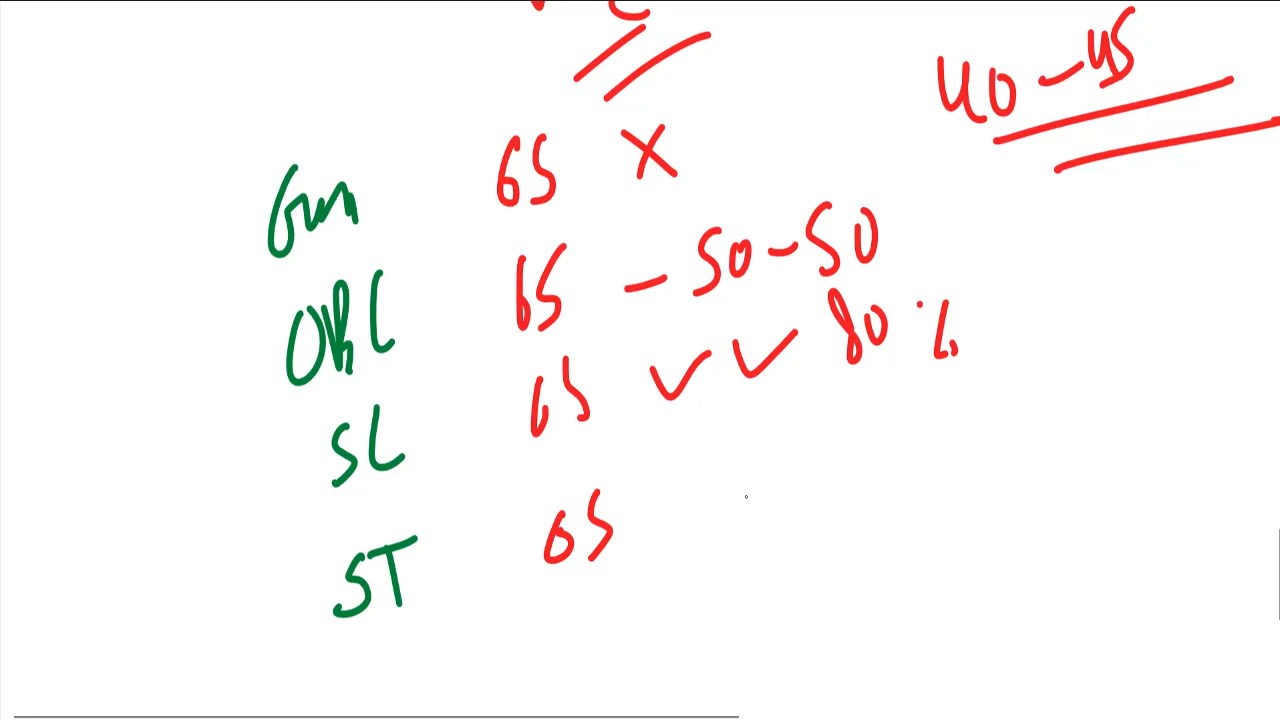 40 - 45
Gen 65 X
OBC 65 - 50 - 50
SC 65 ✓ ✓ 80 %
ST 65